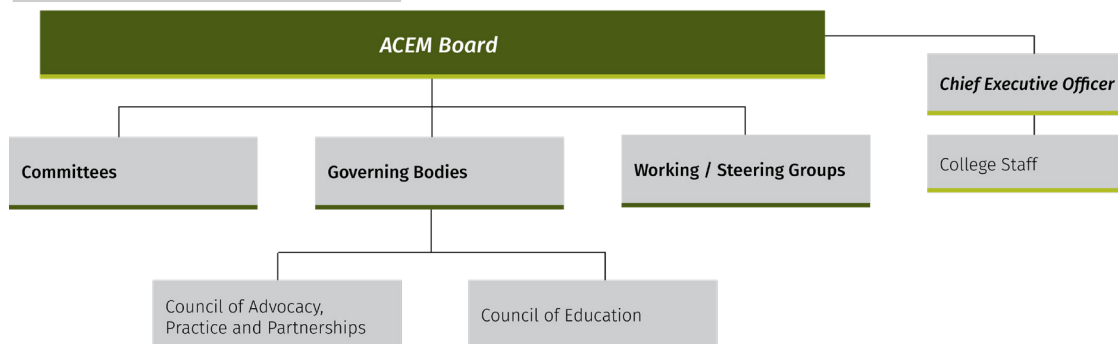 ACEM Board
Chief Executive Officer
Committees
Governing Bodies
Working / Steering Groups
College Staff
Council of Advocacy,
Practice and Partnerships
Council of Education